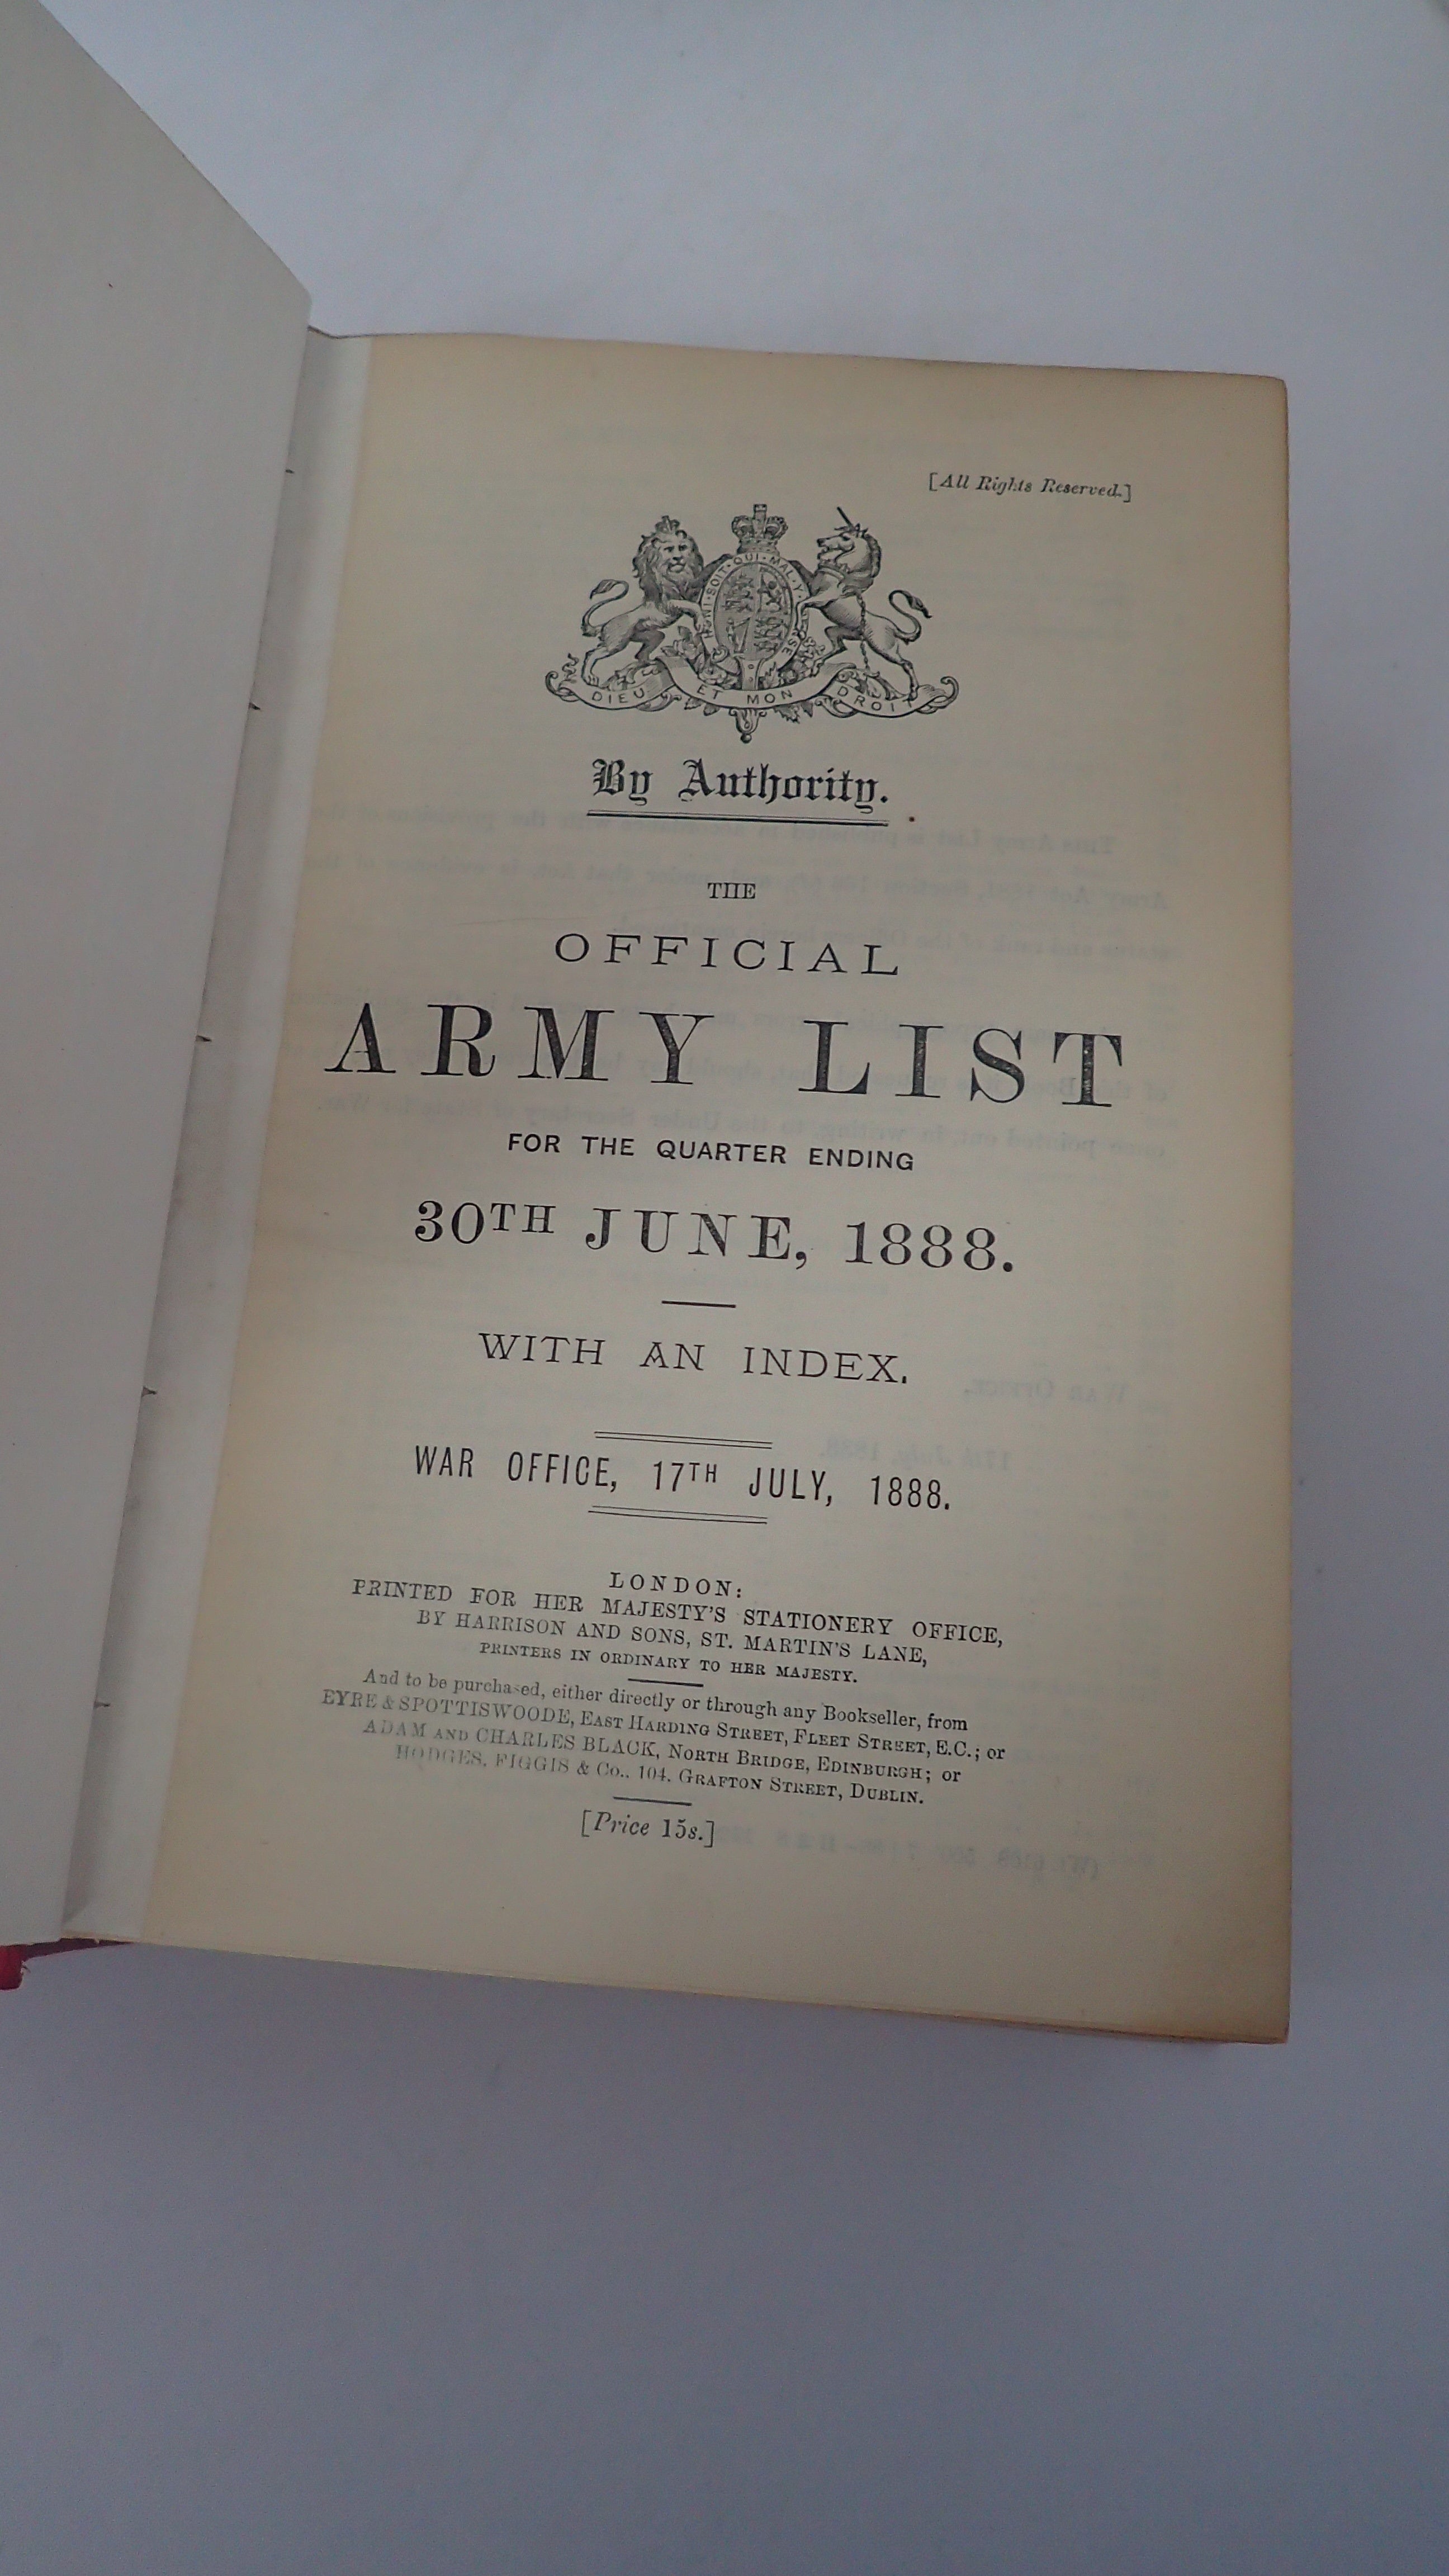 [All Rights Reserved.]
HONI·SOIT·QUI·MAL·Y·
DIEU ET MON DROIT
By Authority.
THE
OFFICIAL
ARMY LIST
FOR THE QUARTER ENDING
30TH JUNE, 1888.
WITH AN INDEX.
WAR OFFICE, 17TH JULY, 1888.
LONDON:
PRINTED FOR HER MAJESTY'S STATIONERY OFFICE,
BY HARRISON AND SONS, ST. MARTIN'S LANE,
PRINTERS IN ORDINARY TO HER MAJESTY.
And to be purchased, either directly or through any Bookseller, from
EYRE & SPOTTISWOODE, EAST HARDING STREET, FLEET STREET, E.C.; or
ADAM AND CHARLES BLACK, NORTH BRIDGE, EDINBURGH; or
HODGES, FIGGIS & Co., 104, GRAFTON STREET, DUBLIN.
[Price 15s.]